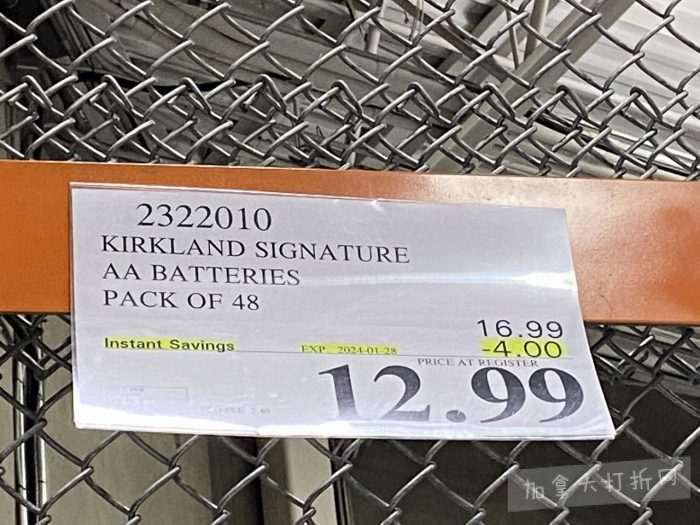 2322010
KIRKLAND SIGNATURE
AA BATTERIES
PACK OF 48
16.99
Instant Savings EXP. 2024-01-28 -4.00
PRICE AT REGISTER
12.99
加拿大打折网